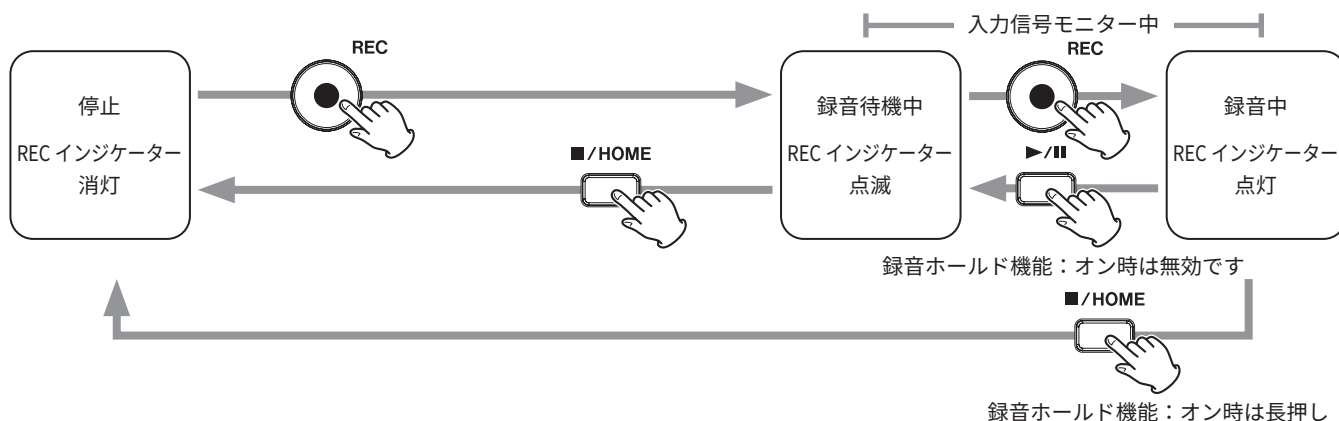 入力信号モニター中
REC
REC
停止
REC インジケーター
消灯
録音待機中
REC インジケーター
点滅
録音中
REC インジケーター
点灯
■/HOME
►/II
録音ホールド機能：オン時は無効です
■/HOME
録音ホールド機能：オン時は長押し